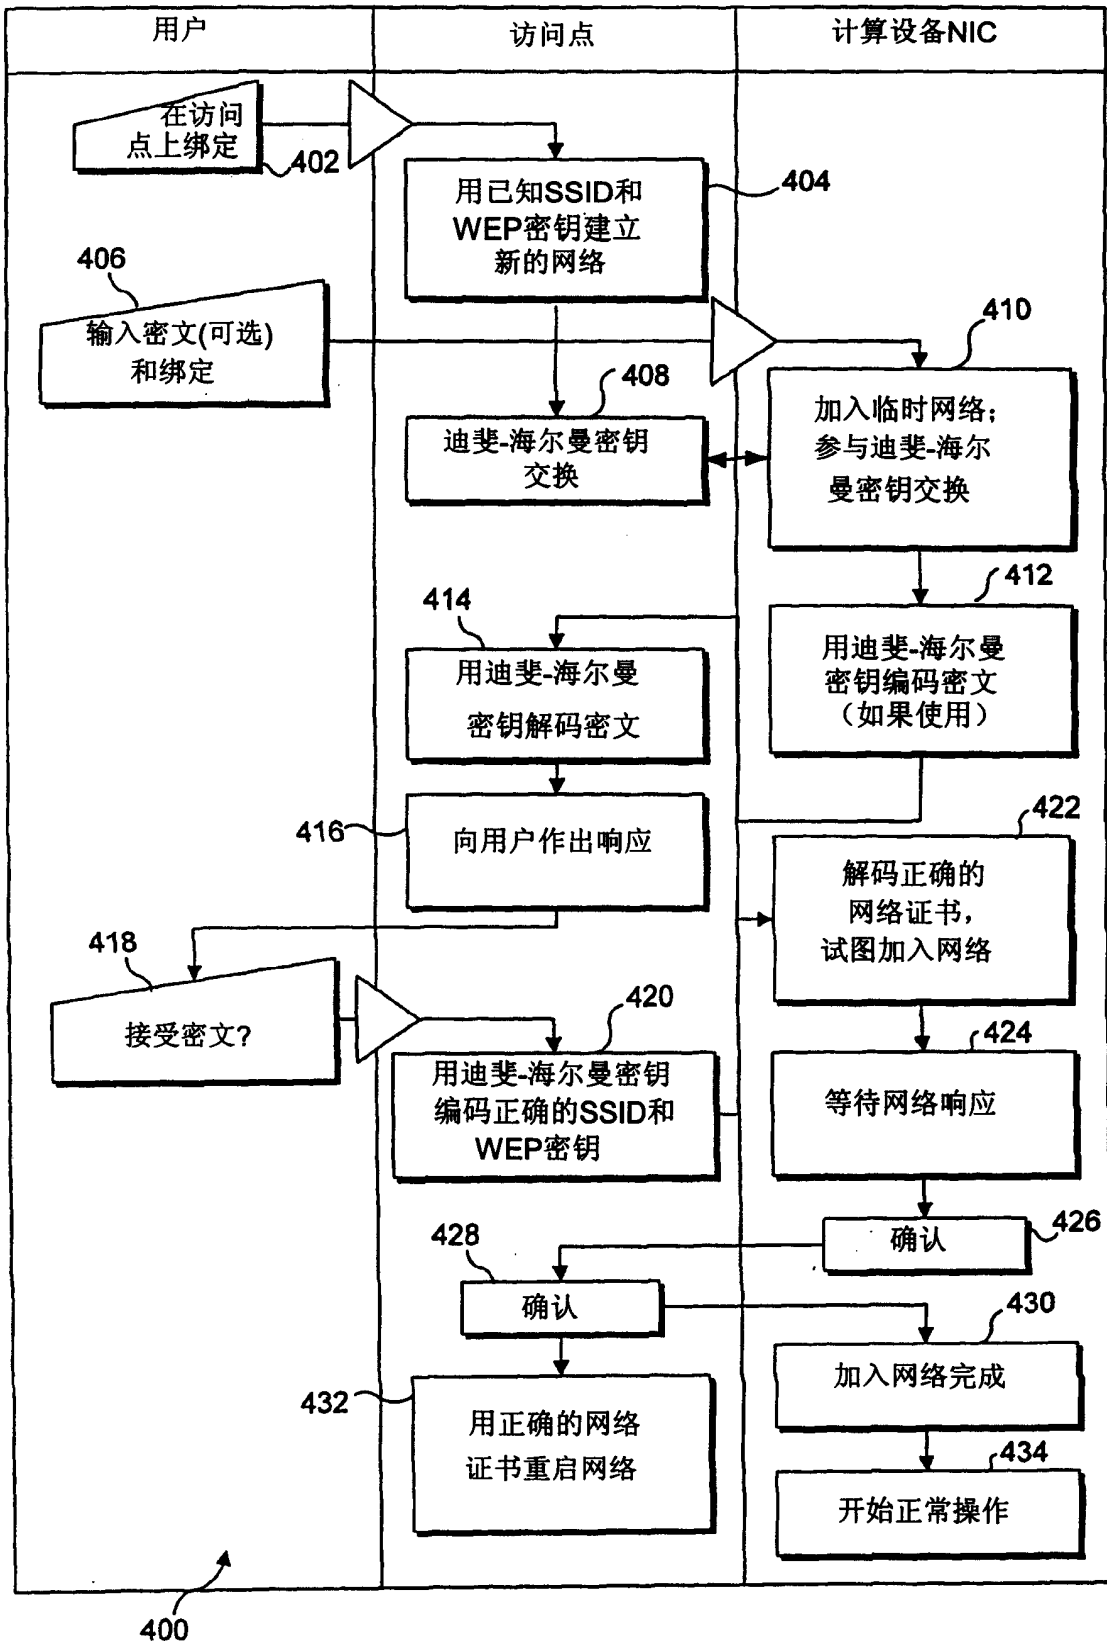 用户
访问点
计算设备NIC
在访问
点上绑定
402
用已知SSID和
WEP密钥建立
新的网络
404
406
输入密文(可选)
和绑定
410
408
迪斐-海尔曼密钥
交换
加入临时网络;
参与迪斐-海尔
曼密钥交换
412
414
用迪斐-海尔曼
密钥解码密文
用迪斐-海尔曼
密钥编码密文
（如果使用）
416
向用户作出响应
422
解码正确的
网络证书，
试图加入网络
418
接受密文?
420
用迪斐-海尔曼密钥
编码正确的SSID和
WEP密钥
424
等待网络响应
426
确认
428
确认
430
加入网络完成
432
用正确的网络
证书重启网络
434
开始正常操作
400